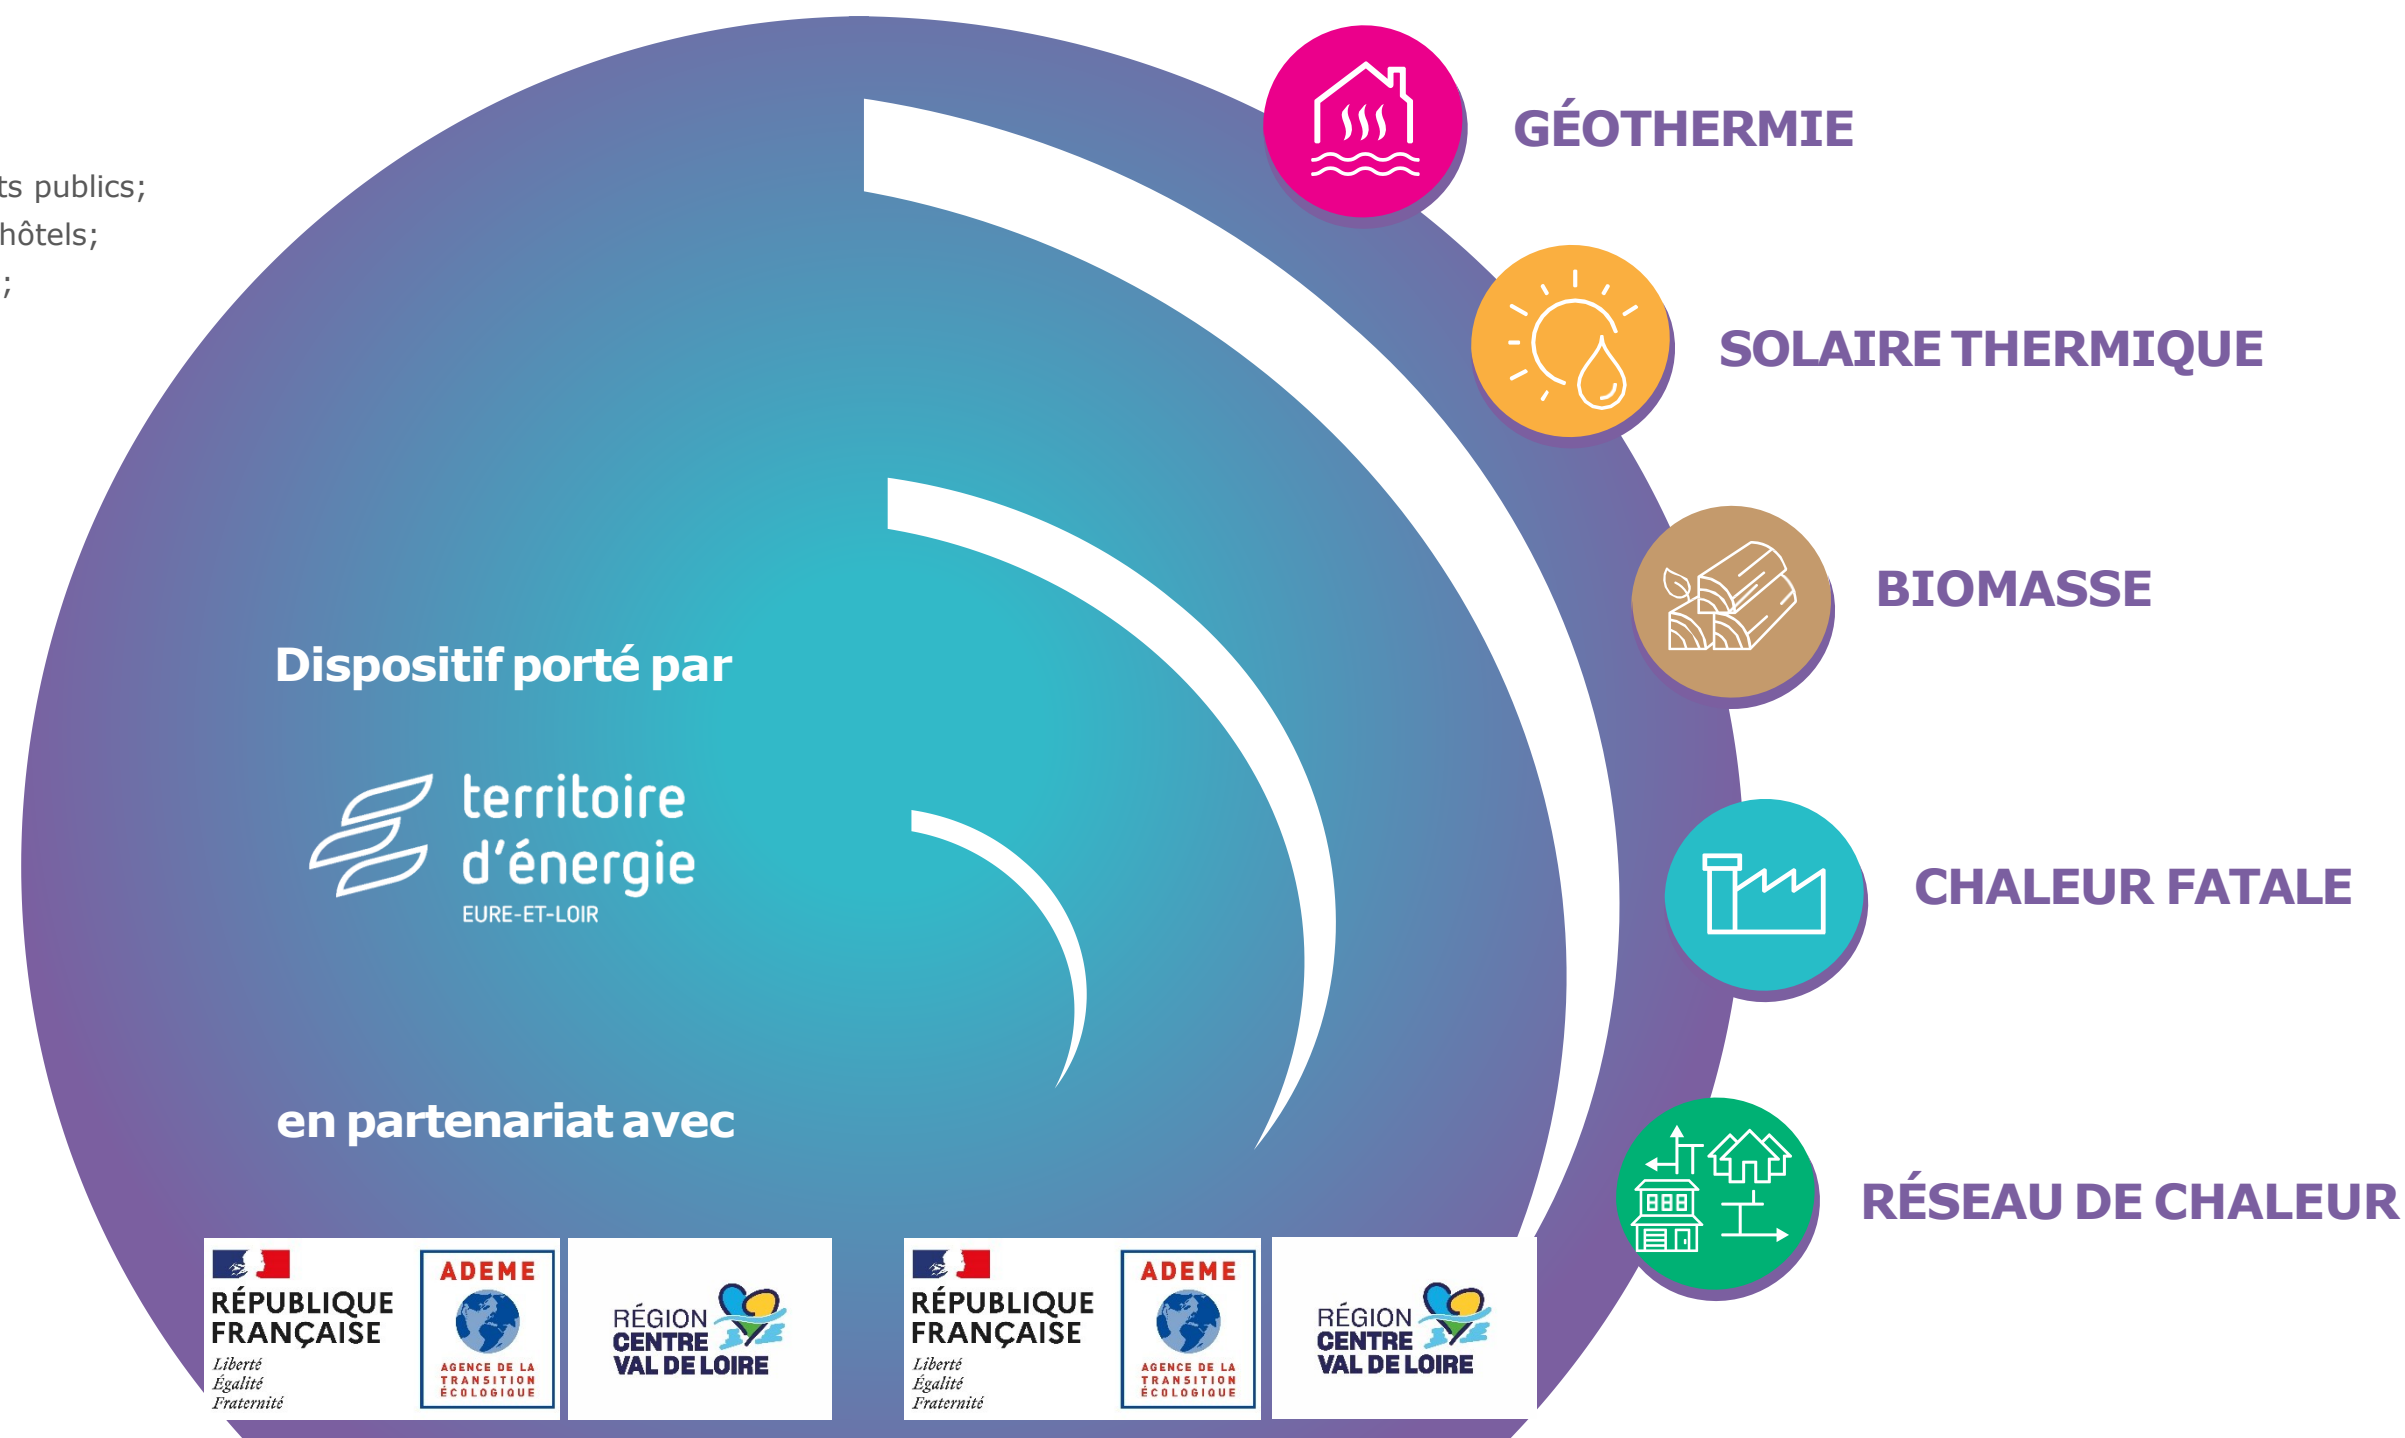 ts publics;
hôtels;
;
GÉOTHERMIE
SOLAIRE THERMIQUE
BIOMASSE
CHALEUR FATALE
RÉSEAU DE CHALEUR
Dispositif porté par
territoire
d'énergie
EURE-ET-LOIR
en partenariat avec
RÉPUBLIQUE
FRANÇAISE
Liberté
Égalité
Fraternité
ADEME
AGENCE DE LA
TRANSITION
ÉCOLOGIQUE
RÉGION
CENTRE
VAL DE LOIRE
RÉPUBLIQUE
FRANÇAISE
Liberté
Égalité
Fraternité
ADEME
AGENCE DE LA
TRANSITION
ÉCOLOGIQUE
RÉGION
CENTRE
VAL DE LOIRE